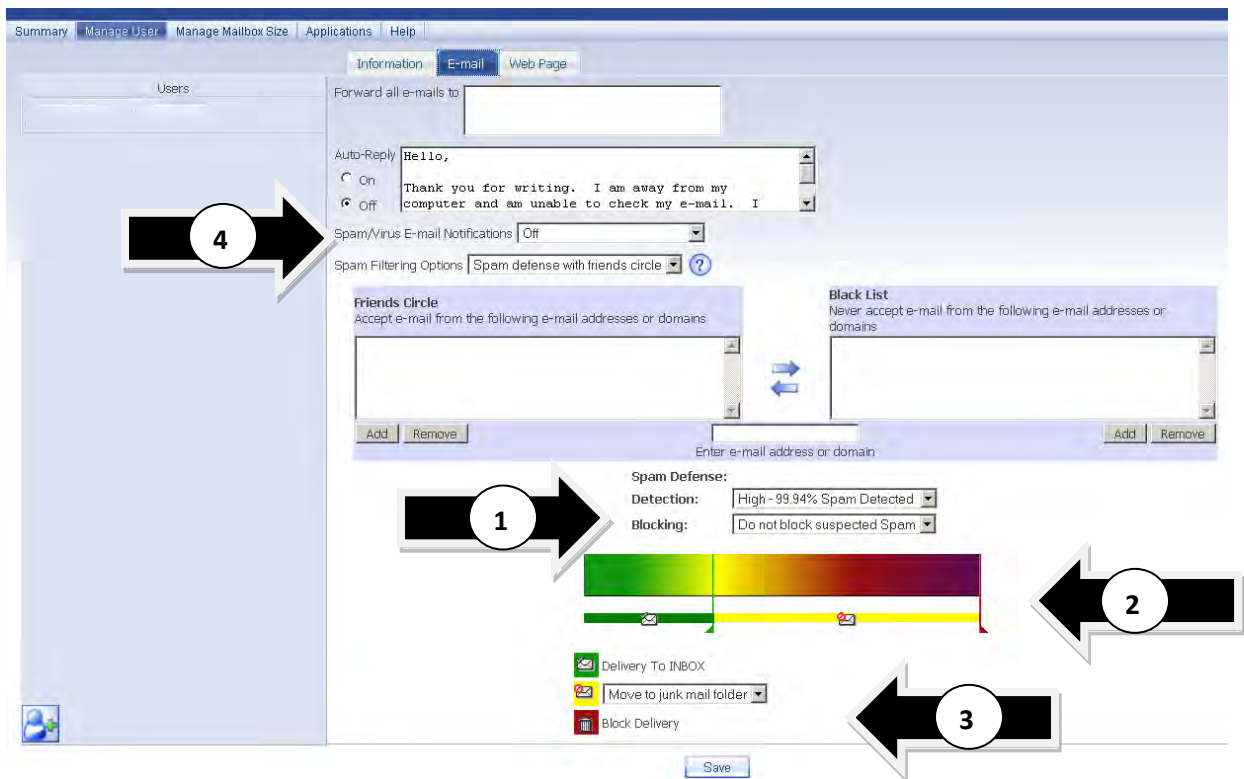 Summary Manage User Manage Mailbox Size Applications Help
Information E-mail Web Page
Users
Forward all e-mails to
Auto-Reply
On
Off
Hello,
Thank you for writing. I am away from my
computer and am unable to check my e-mail. I
4
Spam/Virus E-mail Notifications Off
Spam Filtering Options Spam defense with friends circle ?
Friends Circle
Accept e-mail from the following e-mail addresses or domains
Black List
Never accept e-mail from the following e-mail addresses or
domains
Add Remove
Add Remove
Enter e-mail address or domain
Spam Defense:
Detection: High - 99.94% Spam Detected
1
Blocking: Do not block suspected Spam
2
Delivery To INBOX
Move to junk mail folder
3
Block Delivery
Save